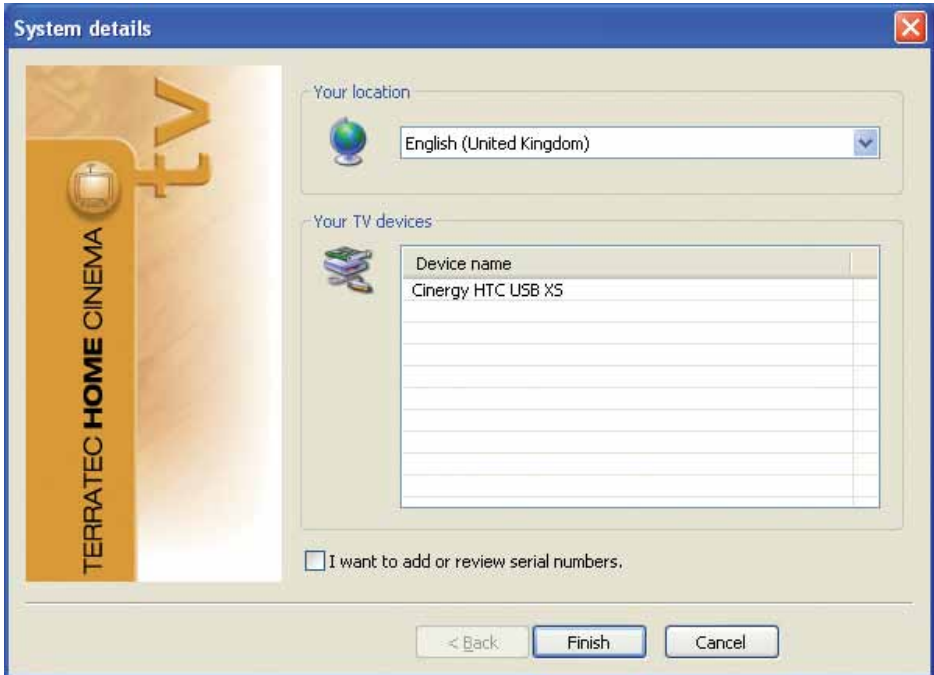 System details
tv
TERRATEC HOME CINEMA
Your location
English (United Kingdom)
Your TV devices
Device name
Cinergy HTC USB XS
I want to add or review serial numbers.
< Back
Finish
Cancel